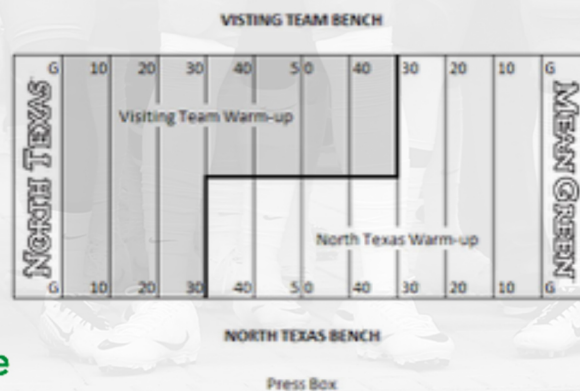 VISTING TEAM BENCH
G 10 20 30 40 50 40 30 20 10 G
Visiting Team Warm-up
NORTH TEXAS
MEAN GREEN
North Texas Warm-up
G 10 20 30 40 50 40 30 20 10 G
NORTH TEXAS BENCH
e
Press Box